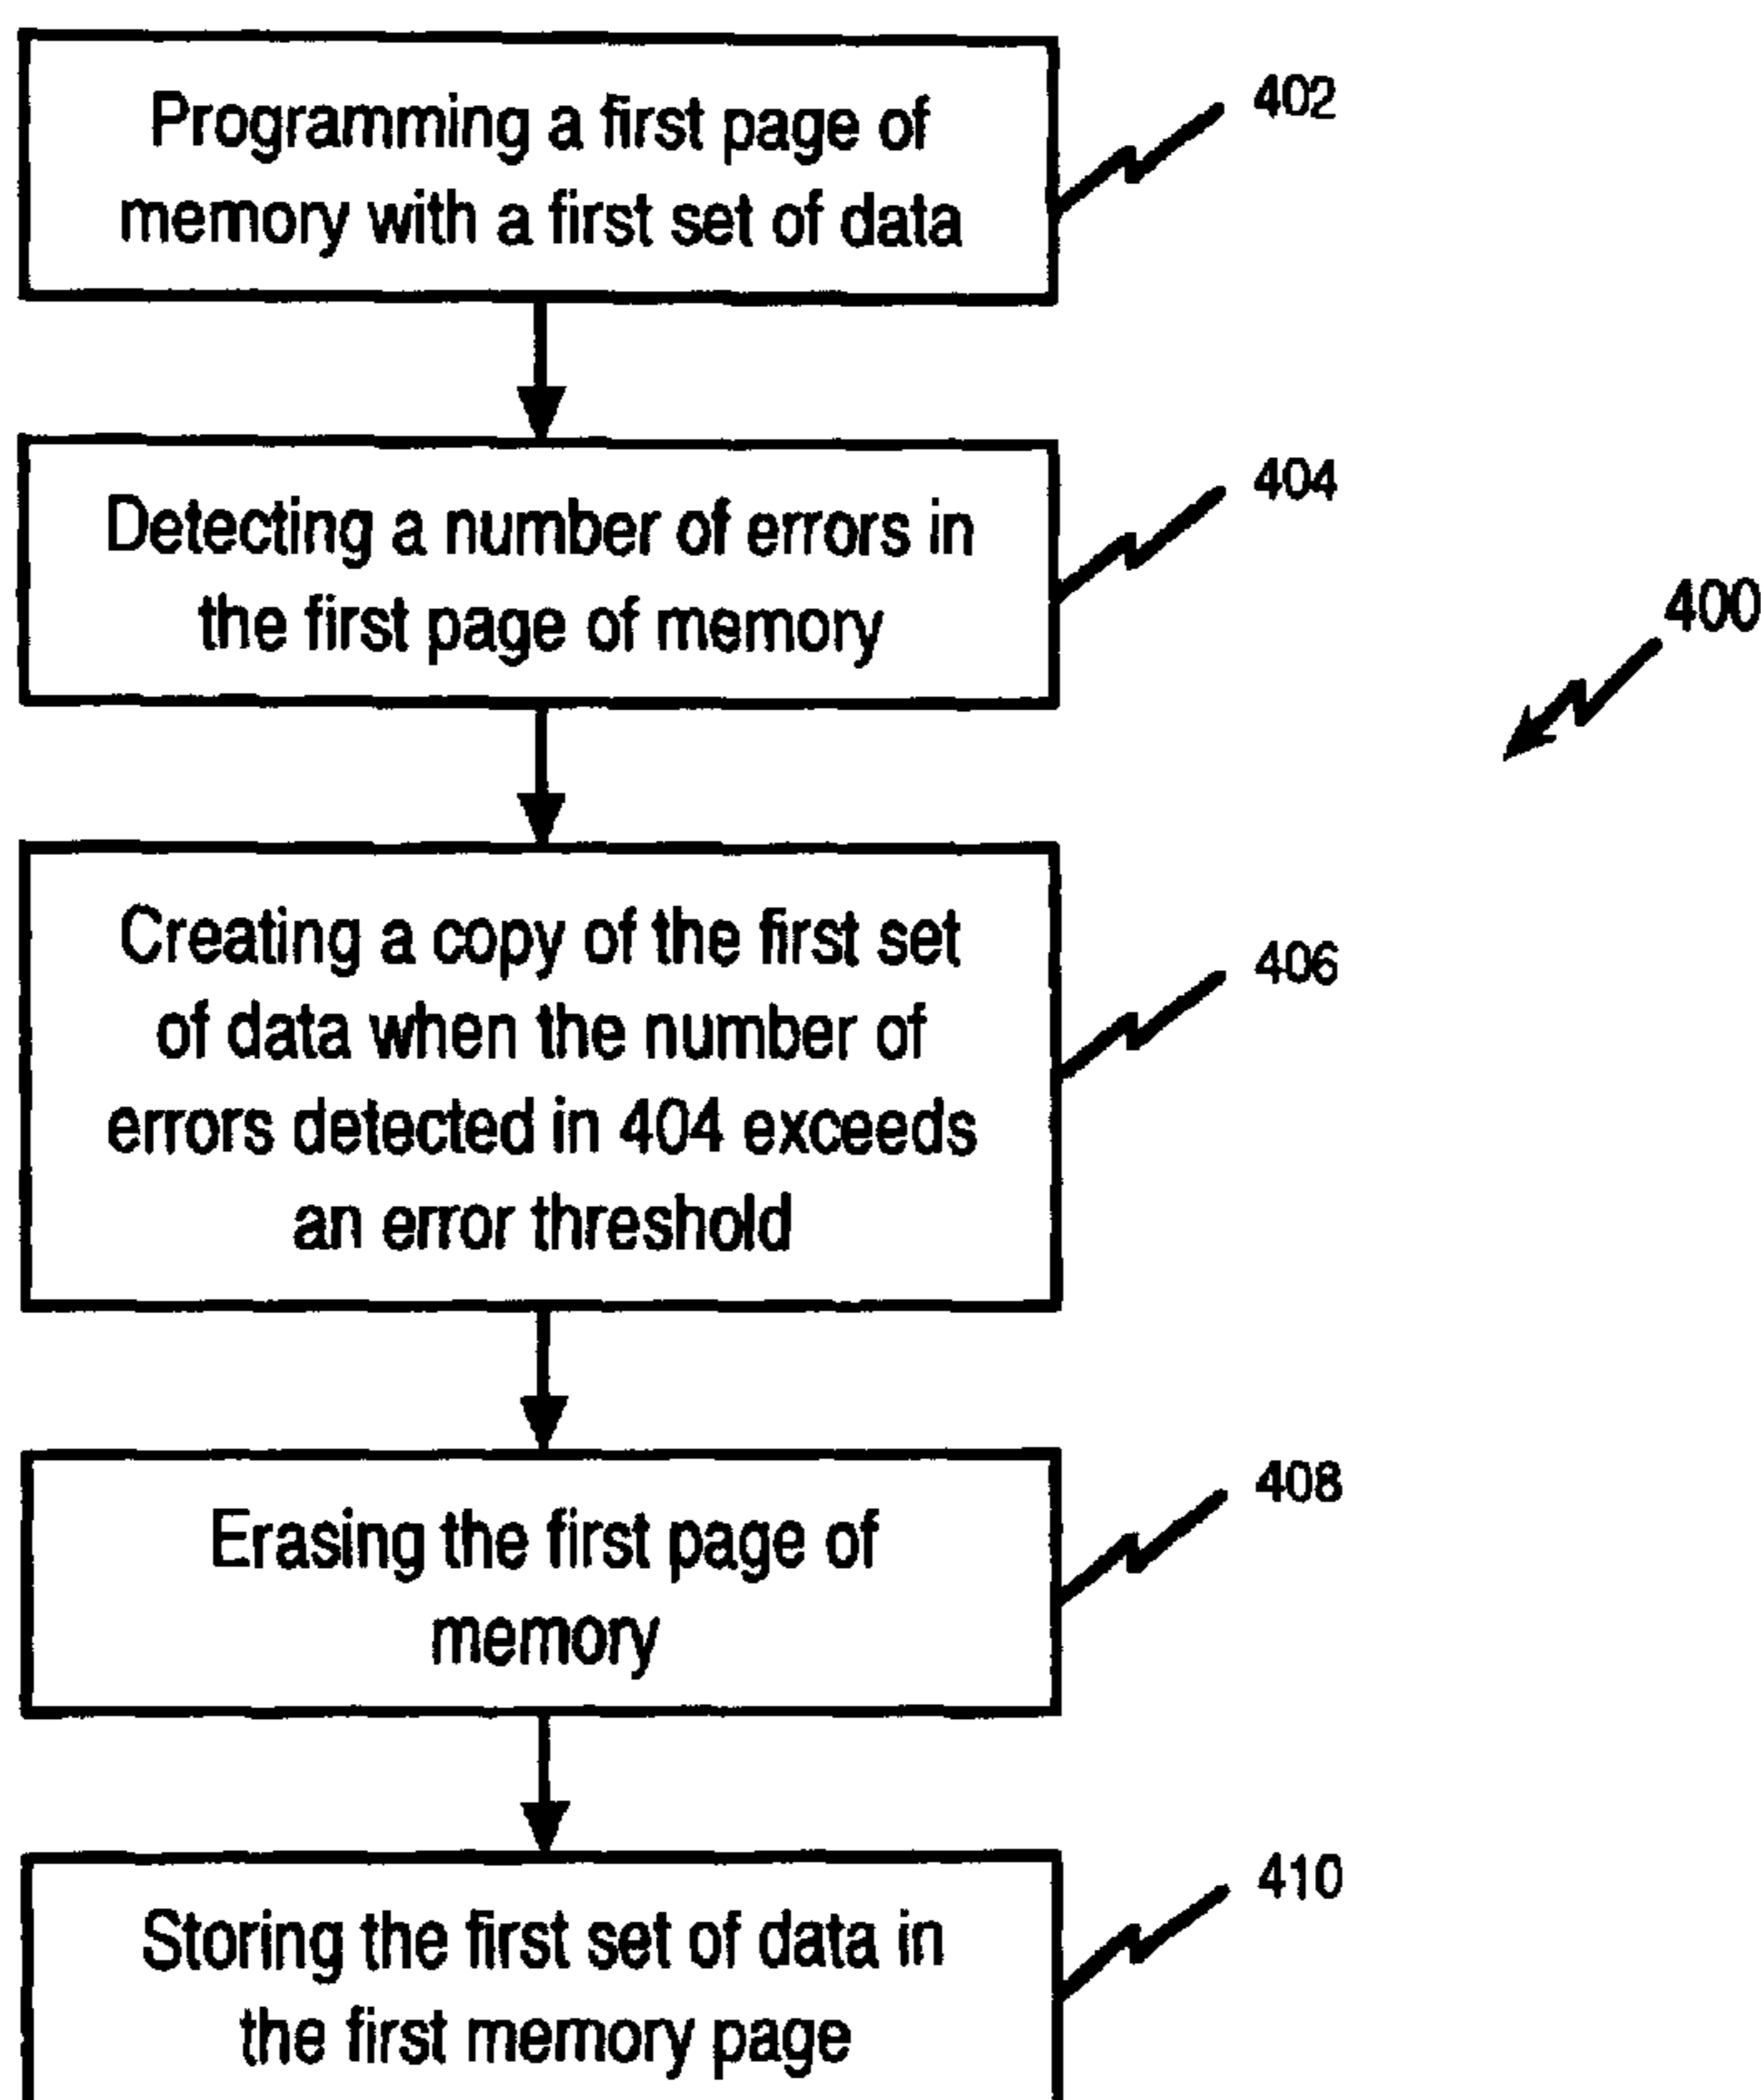 Programming a first page of
memory with a first set of data
402
Detecting a number of errors in
the first page of memory
404
400
Creating a copy of the first set
of data when the number of
errors detected in 404 exceeds
an error threshold
406
Erasing the first page of
memory
408
Storing the first set of data in
the first memory page
410